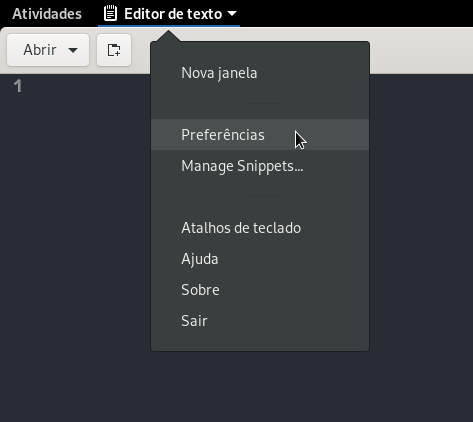 Atividades Editor de texto
Abrir
1
Nova janela
Preferências
Manage Snippets...
Atalhos de teclado
Ajuda
Sobre
Sair